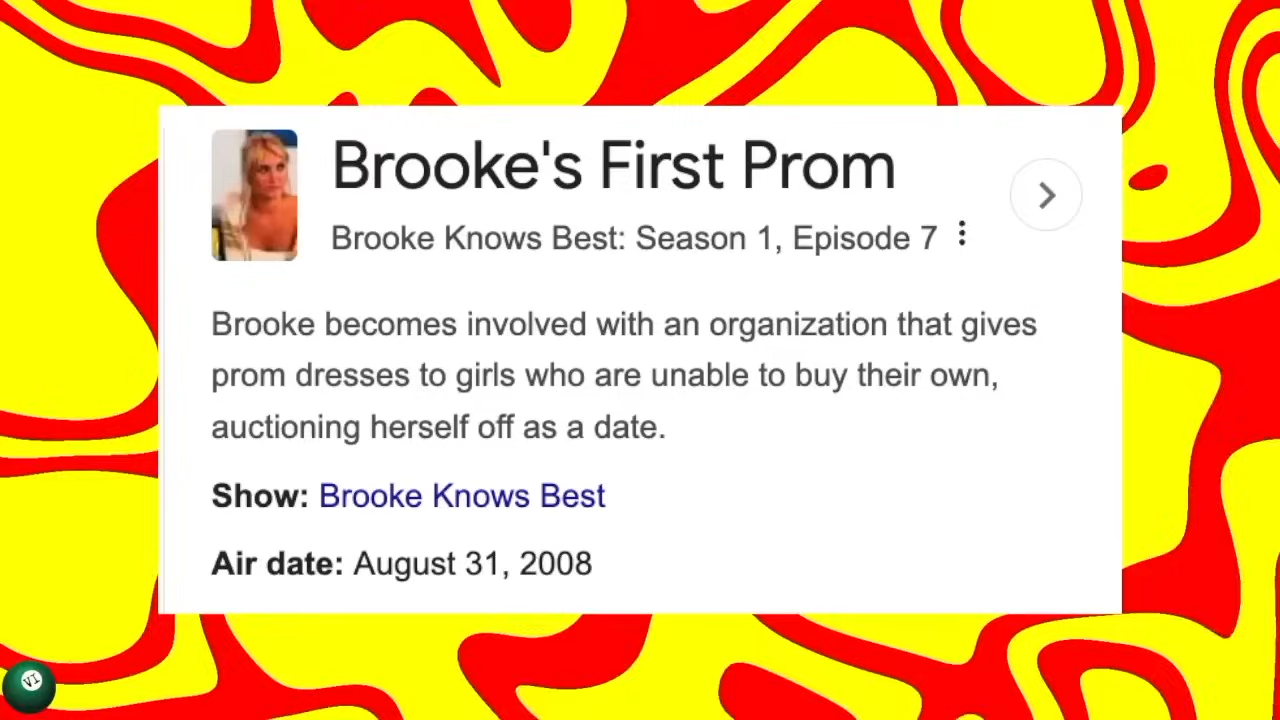 Brooke's First Prom
Brooke Knows Best: Season 1, Episode 7
Brooke becomes involved with an organization that gives
prom dresses to girls who are unable to buy their own,
auctioning herself off as a date.
Show: Brooke Knows Best
Air date: August 31, 2008
VI